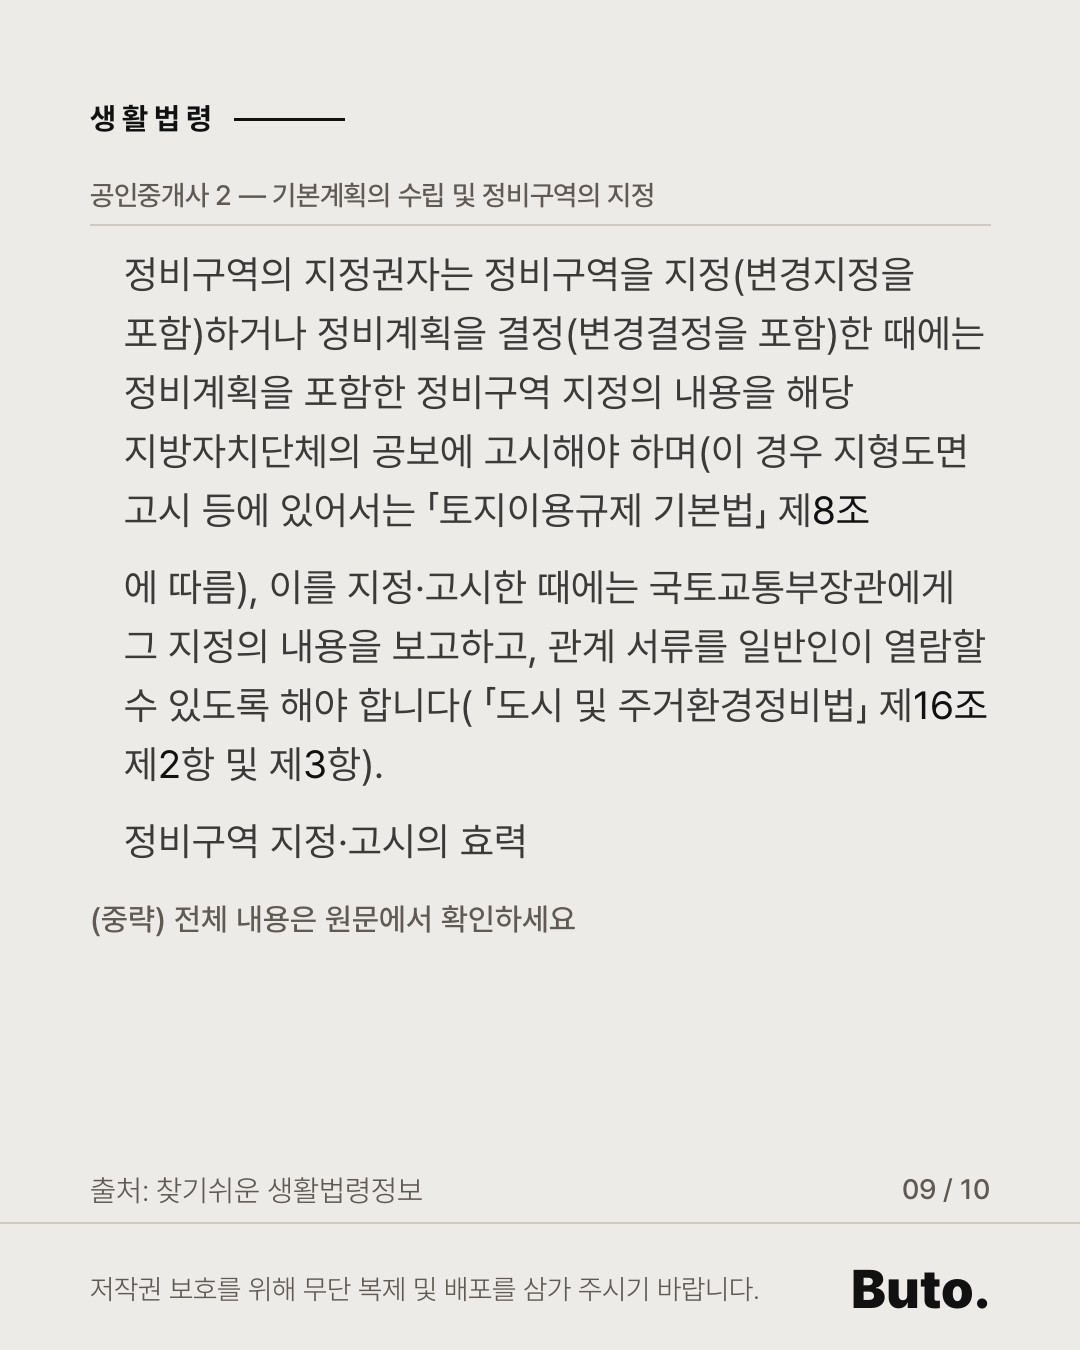 생활법령
공인중개사 2 — 기본계획의 수립 및 정비구역의 지정
정비구역의 지정권자는 정비구역을 지정(변경지정을
포함)하거나 정비계획을 결정(변경결정을 포함)한 때에는
정비계획을 포함한 정비구역 지정의 내용을 해당
지방자치단체의 공보에 고시해야 하며(이 경우 지형도면
고시 등에 있어서는 「토지이용규제 기본법」 제8조
에 따름), 이를 지정·고시한 때에는 국토교통부장관에게
그 지정의 내용을 보고하고, 관계 서류를 일반인이 열람할
수 있도록 해야 합니다( 「도시 및 주거환경정비법」 제16조
제2항 및 제3항).
정비구역 지정·고시의 효력
(중략) 전체 내용은 원문에서 확인하세요
출처: 찾기쉬운 생활법령정보
09 / 10
저작권 보호를 위해 무단 복제 및 배포를 삼가 주시기 바랍니다.
Buto.